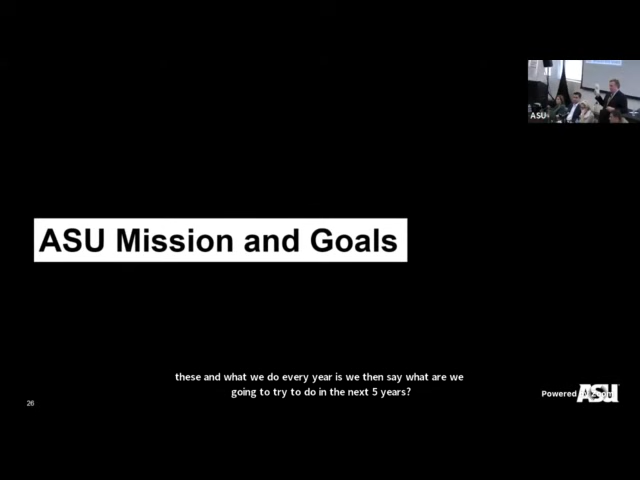 ASU
ASU Mission and Goals
these and what we do every year is we then say what are we
going to try to do in the next 5 years?
Powered
ASU
26